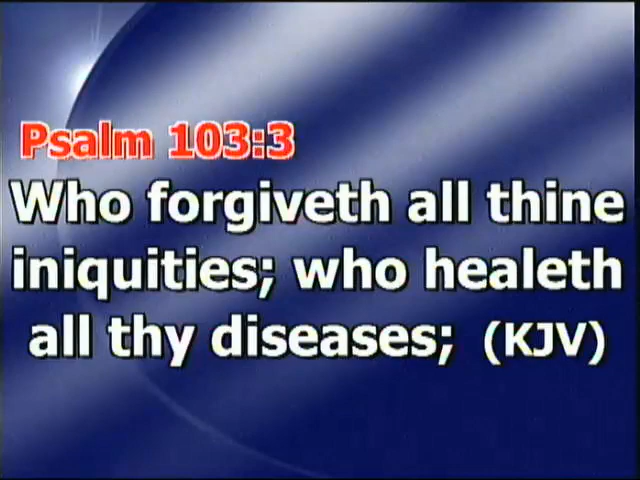 Psalm 103:3
Who forgiveth all thine
iniquities; who healeth
all thy diseases; (KJV)